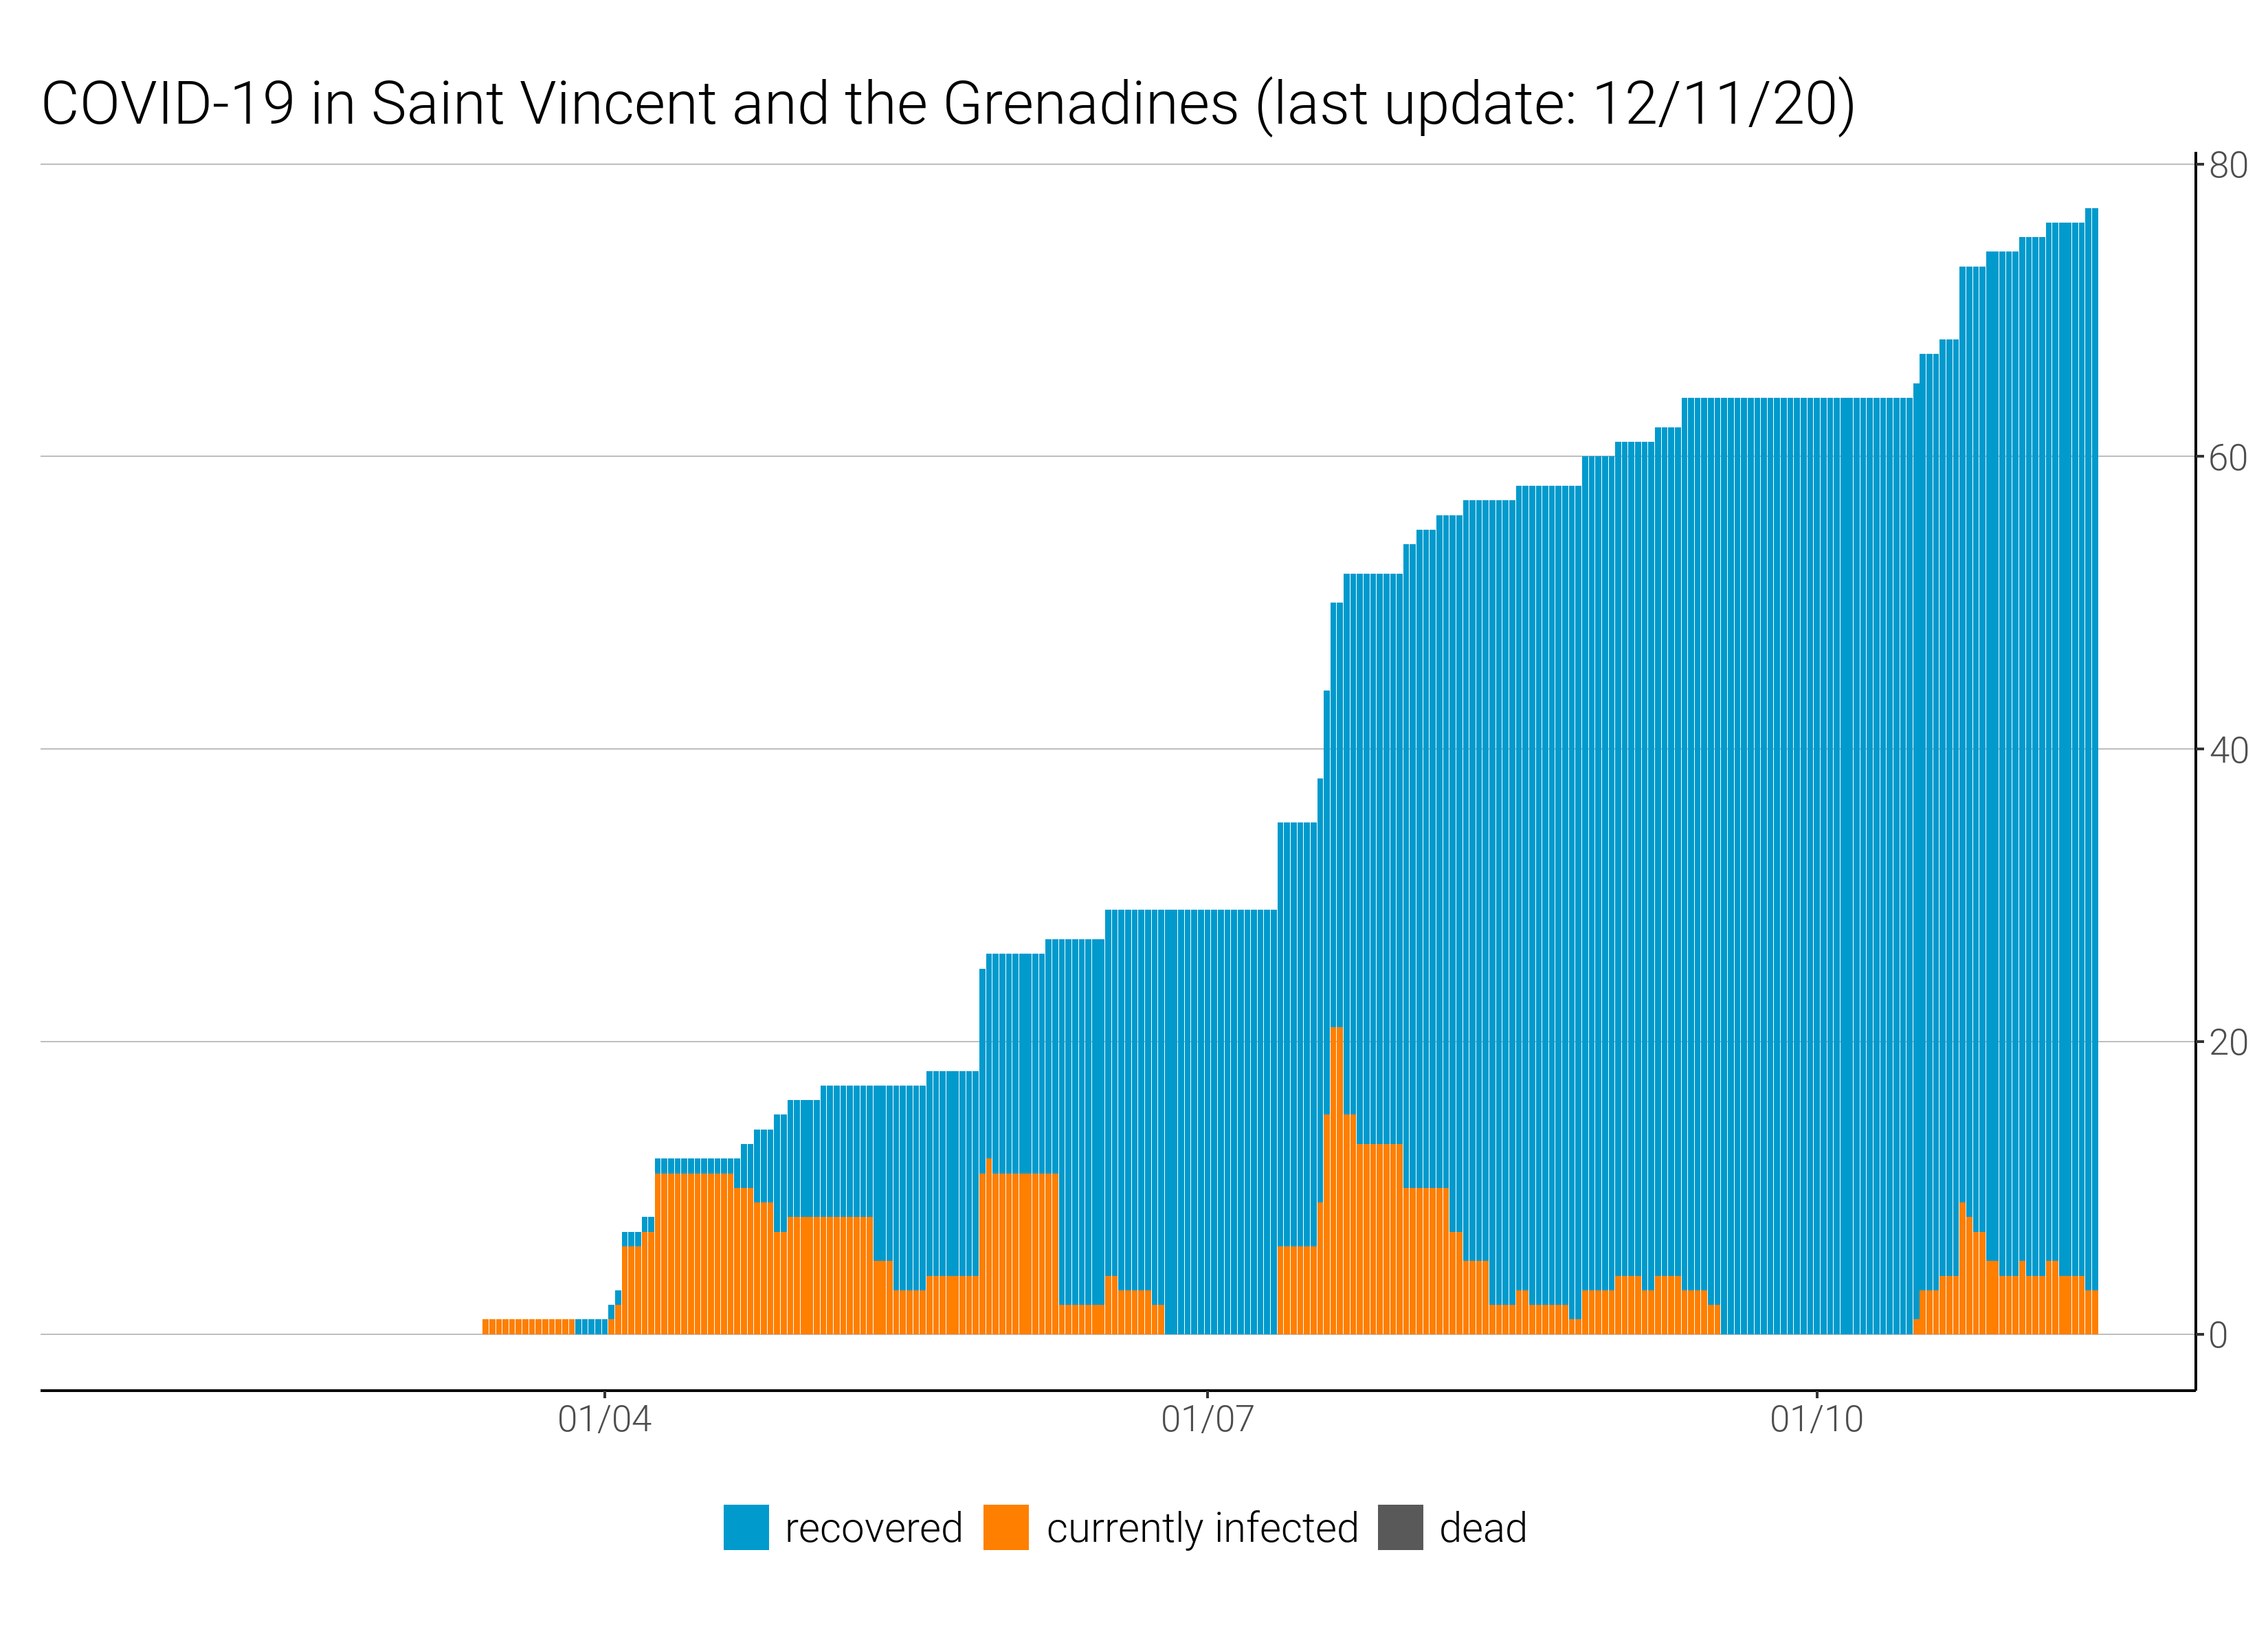 COVID-19 in Saint Vincent and the Grenadines (last update: 12/11/20)
80
60
40
20
0
01/04 01/07 01/10
recovered currently infected dead